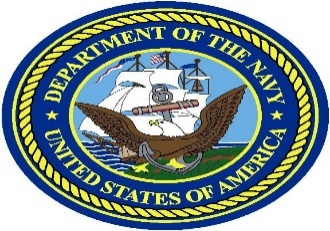 DEPARTMENT OF THE NAVY
UNITED STATES OF AMERICA